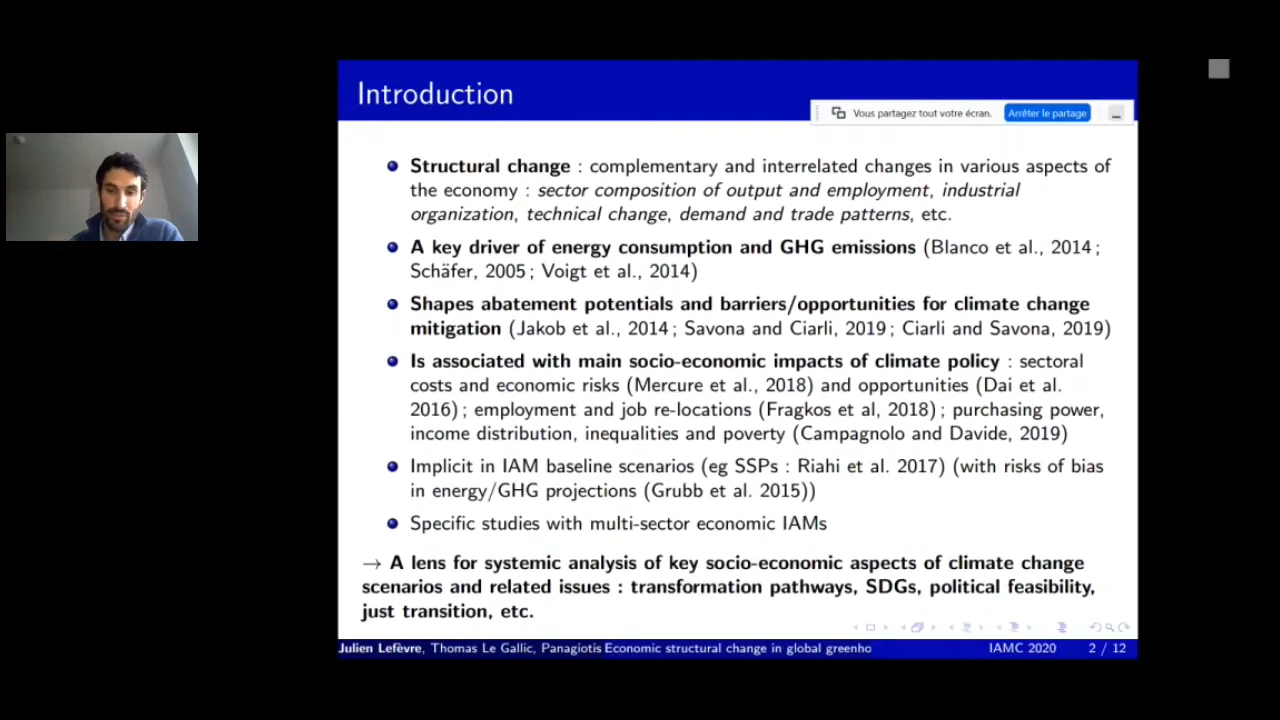 Introduction
Vous partagez tout votre écran. Arrêter le partage
Structural change : complementary and interrelated changes in various aspects of
the economy : sector composition of output and employment, industrial
organization, technical change, demand and trade patterns, etc.
A key driver of energy consumption and GHG emissions (Blanco et al., 2014 ;
Schäfer, 2005 ; Voigt et al., 2014)
Shapes abatement potentials and barriers/opportunities for climate change
mitigation (Jakob et al., 2014 ; Savona and Ciarli, 2019 ; Ciarli and Savona, 2019)
Is associated with main socio-economic impacts of climate policy : sectoral
costs and economic risks (Mercure et al., 2018) and opportunities (Dai et al.
2016) ; employment and job re-locations (Fragkos et al, 2018) ; purchasing power,
income distribution, inequalities and poverty (Campagnolo and Davide, 2019)
Implicit in IAM baseline scenarios (eg SSPs : Riahi et al. 2017) (with risks of bias
in energy/GHG projections (Grubb et al. 2015))
Specific studies with multi-sector economic IAMs
→ A lens for systemic analysis of key socio-economic aspects of climate change
scenarios and related issues : transformation pathways, SDGs, political feasibility,
just transition, etc.
Julien Lefèvre, Thomas Le Gallic, Panagiotis Economic structural change in global greenho IAMC 2020 2 / 12